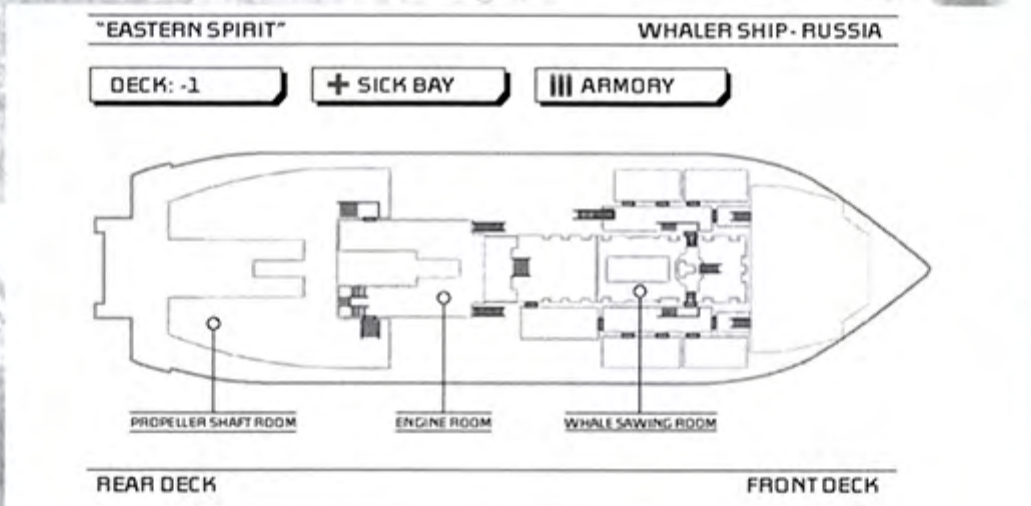 "EASTERN SPIRIT" WHALER SHIP - RUSSIA
DECK: -1 SICK BAY ARMORY
PROPELLER SHAFT ROOM ENGINE ROOM WHALE SAWING ROOM
REAR DECK FRONT DECK